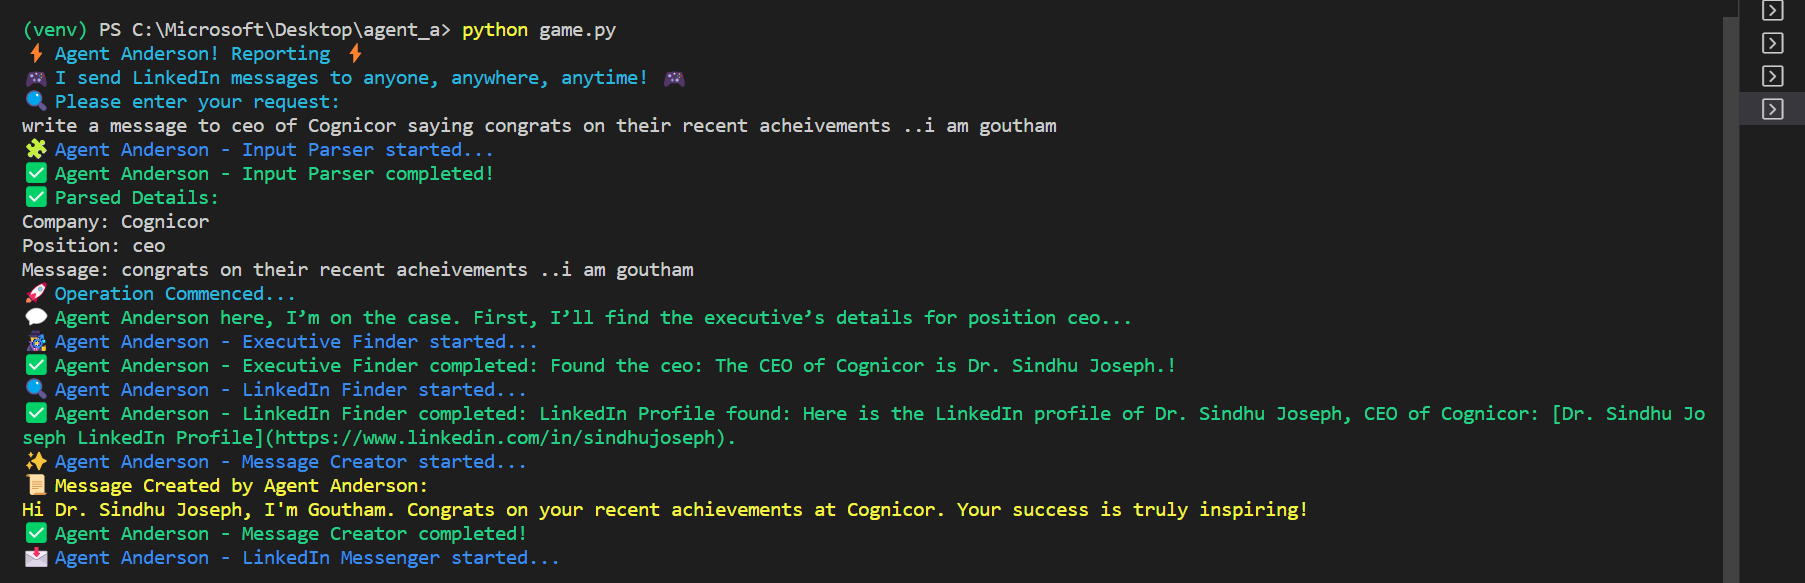 (venv) PS C:\Microsoft\Desktop\agent_a> python game.py
⚡ Agent Anderson! Reporting ⚡
🎮 I send LinkedIn messages to anyone, anywhere, anytime! 🎮
🔍 Please enter your request:
write a message to ceo of Cognicor saying congrats on their recent acheivements ..i am goutham
🧩 Agent Anderson - Input Parser started...
✅ Agent Anderson - Input Parser completed!
✅ Parsed Details:
Company: Cognicor
Position: ceo
Message: congrats on their recent acheivements ..i am goutham
🚀 Operation Commenced...
💬 Agent Anderson here, I’m on the case. First, I’ll find the executive’s details for position ceo...
🕵️ Agent Anderson - Executive Finder started...
✅ Agent Anderson - Executive Finder completed: Found the ceo: The CEO of Cognicor is Dr. Sindhu Joseph.!
🔍 Agent Anderson - LinkedIn Finder started...
✅ Agent Anderson - LinkedIn Finder completed: LinkedIn Profile found: Here is the LinkedIn profile of Dr. Sindhu Joseph, CEO of Cognicor: [Dr. Sindhu Jo
seph LinkedIn Profile](https://www.linkedin.com/in/sindhujoseph).
✨ Agent Anderson - Message Creator started...
📜 Message Created by Agent Anderson:
Hi Dr. Sindhu Joseph, I'm Goutham. Congrats on your recent achievements at Cognicor. Your success is truly inspiring!
✅ Agent Anderson - Message Creator completed!
📩 Agent Anderson - LinkedIn Messenger started...